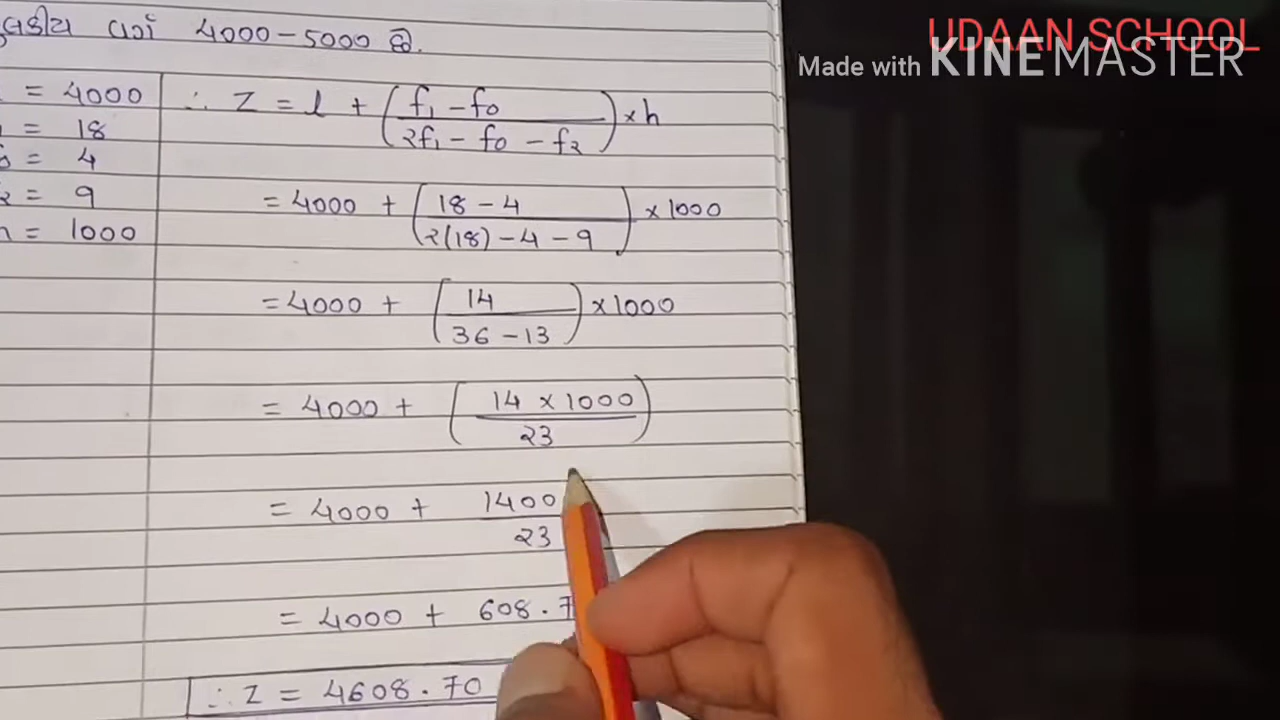 UDAAN SCHOOL
Made with KINEMASTER
વર્ગ 4000-5000 છે.
= 4000
= 18
= 4
= 9
= 1000
∴ Z = l + (f₁ - f₀ / 2f₁ - f₀ - f₂) × h
= 4000 + (18 - 4 / 2(18) - 4 - 9) × 1000
= 4000 + (14 / 36 - 13) × 1000
= 4000 + (14 × 1000 / 23)
= 4000 + 1400 / 23
= 4000 + 608.7
∴ Z = 4608.70